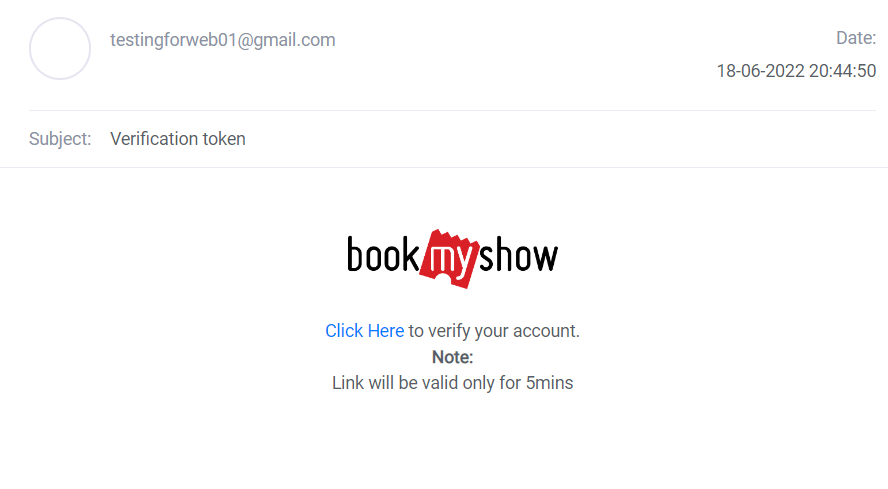 testingforweb01@gmail.com
Date:
18-06-2022 20:44:50
Subject: Verification token
bookmyshow
Click Here to verify your account.
Note:
Link will be valid only for 5mins